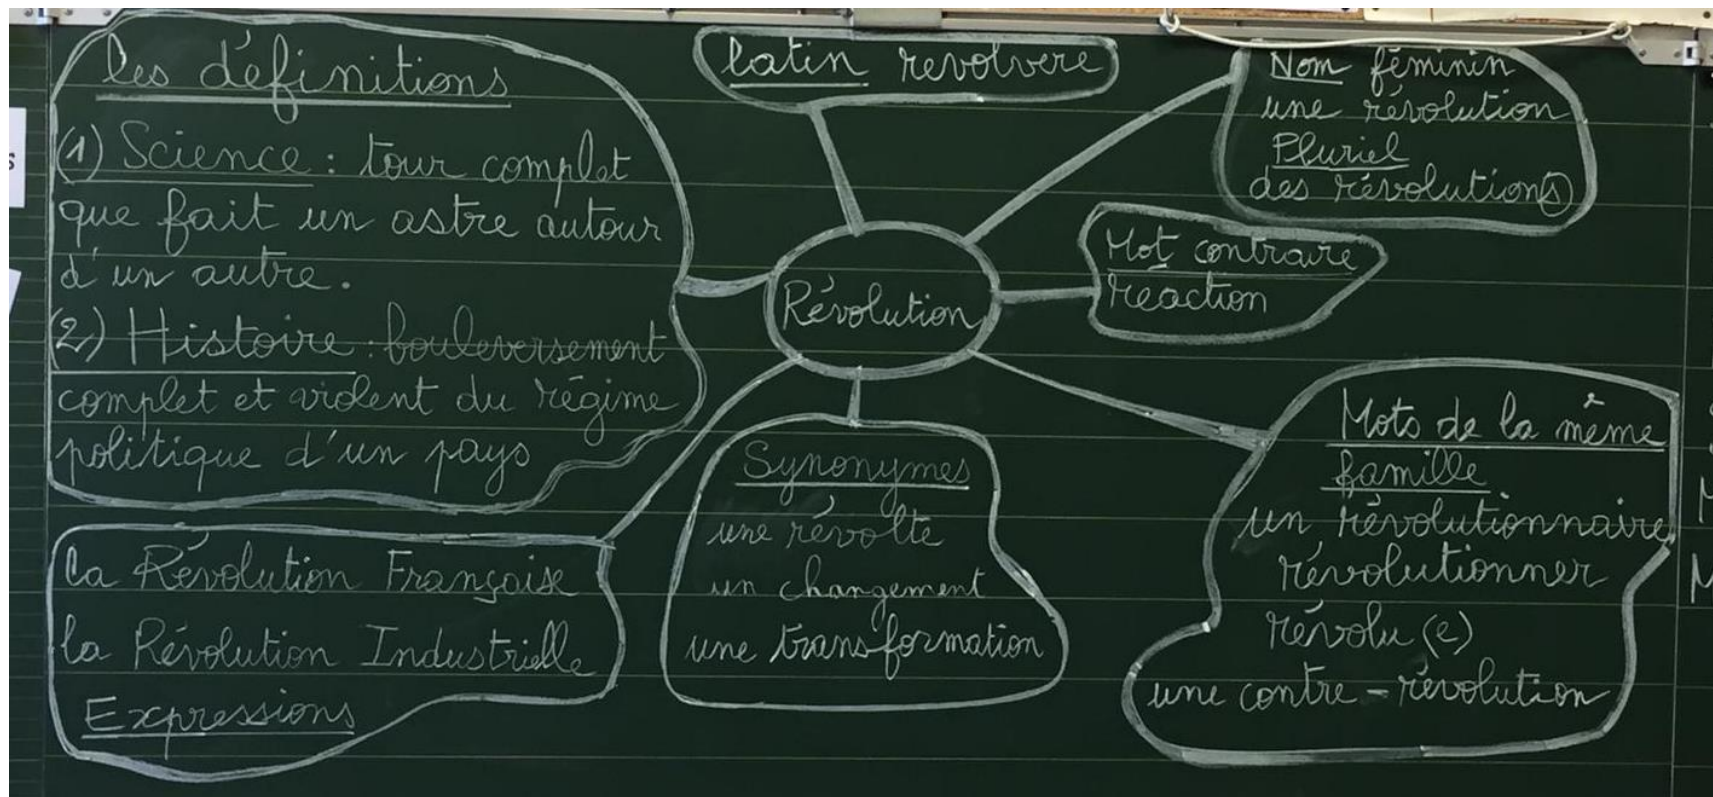 les définitions
(1) Science : tour complet
que fait un astre autour
d'un autre.
(2) Histoire : bouleversement
complet et violent du régime
politique d'un pays
latin revolvere
Nom féminin
une révolution
Pluriel
des révolutions
Mot contraire
réaction
Révolution
Mots de la même
famille
un révolutionnaire
révolutionner
révolu(e)
une contre-révolution
Synonymes
une révolte
un changement
une transformation
la Révolution Française
la Révolution Industrielle
Expressions